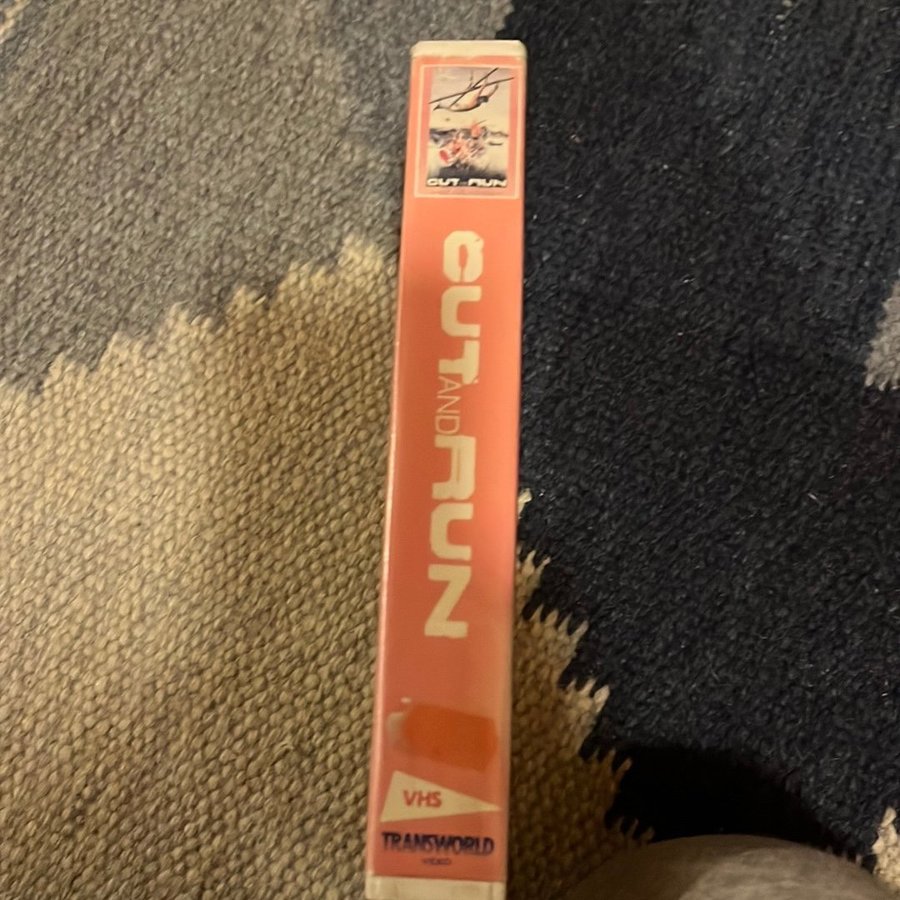 CUT AND RUN
CUT AND RUN
VHS
TRANSWORLD
VIDEO